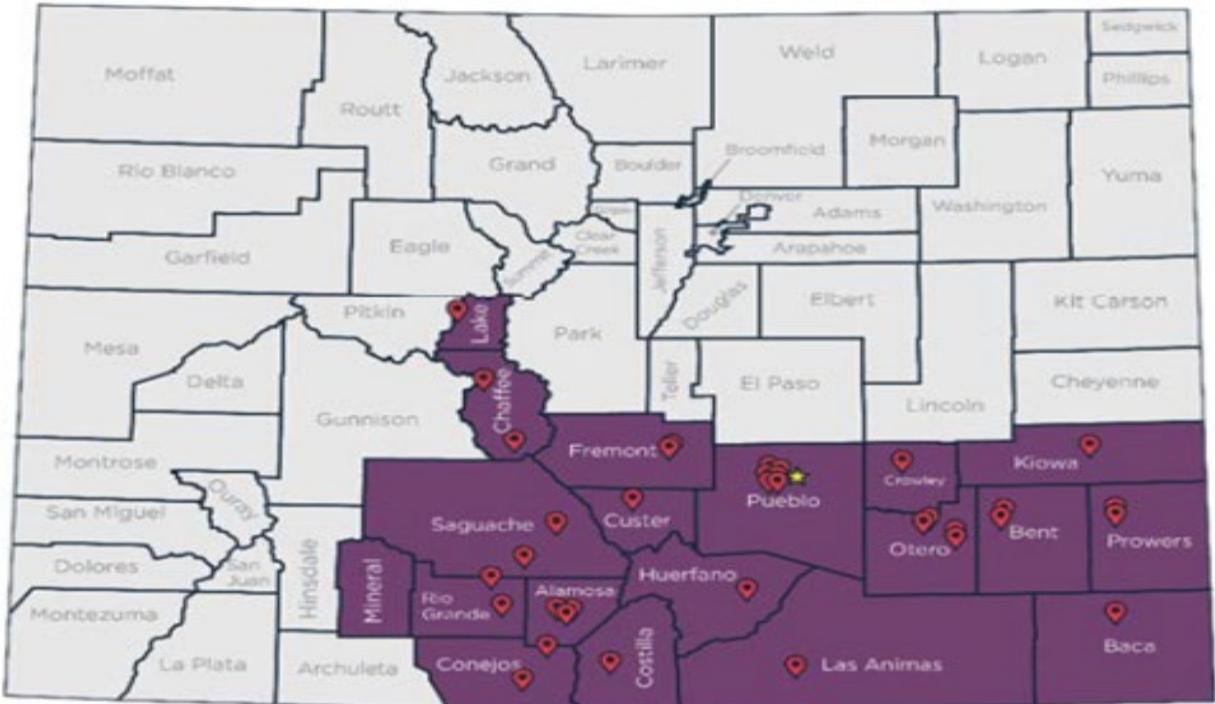 Sedgwick
Moffat
Jackson
Larimer
Weld
Logan
Phillips
Routt
Grand
Boulder
Broomfield
Morgan
Rio Blanco
Yuma
Denver
Washington
Adams
Eagle
Clear
Creek
Jefferson
Arapahoe
Garfield
Summit
Douglas
Elbert
Kit Carson
Pitkin
Lake
Park
Mesa
Delta
Teller
El Paso
Cheyenne
Gunnison
Chaffee
Lincoln
Montrose
Fremont
Kiowa
Ouray
Crowley
San Miguel
Saguache
Custer
Pueblo
Otero
Bent
Prowers
Dolores
San
Juan
Hinsdale
Mineral
Rio
Grande
Alamosa
Huerfano
Montezuma
La Plata
Archuleta
Conejos
Costilla
Las Animas
Baca